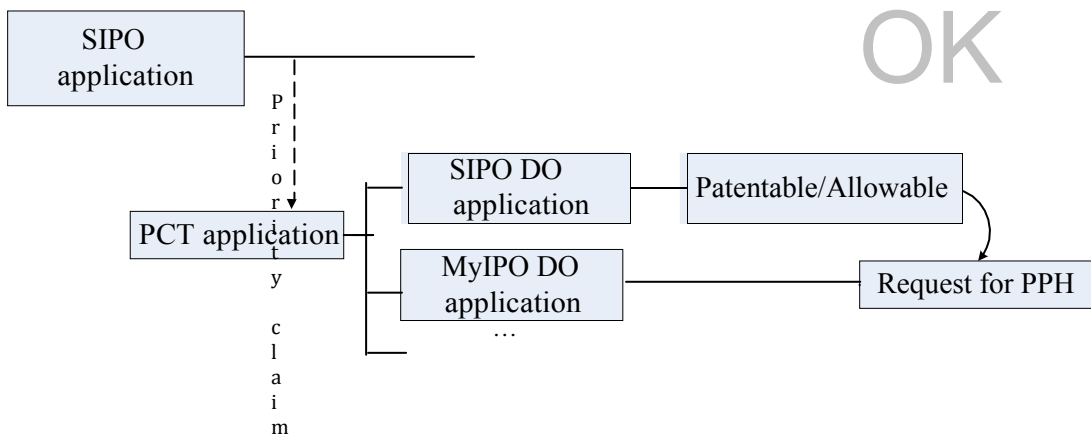 SIPO
application
OK
Priority claim
SIPO DO
application
Patentable/Allowable
PCT application
MyIPO DO
application
Request for PPH
…